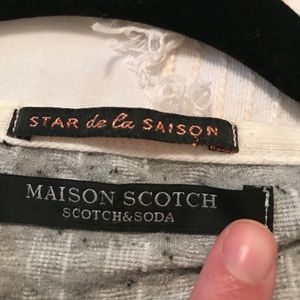 STAR de la SAISON
MAISON SCOTCH
SCOTCH&SODA